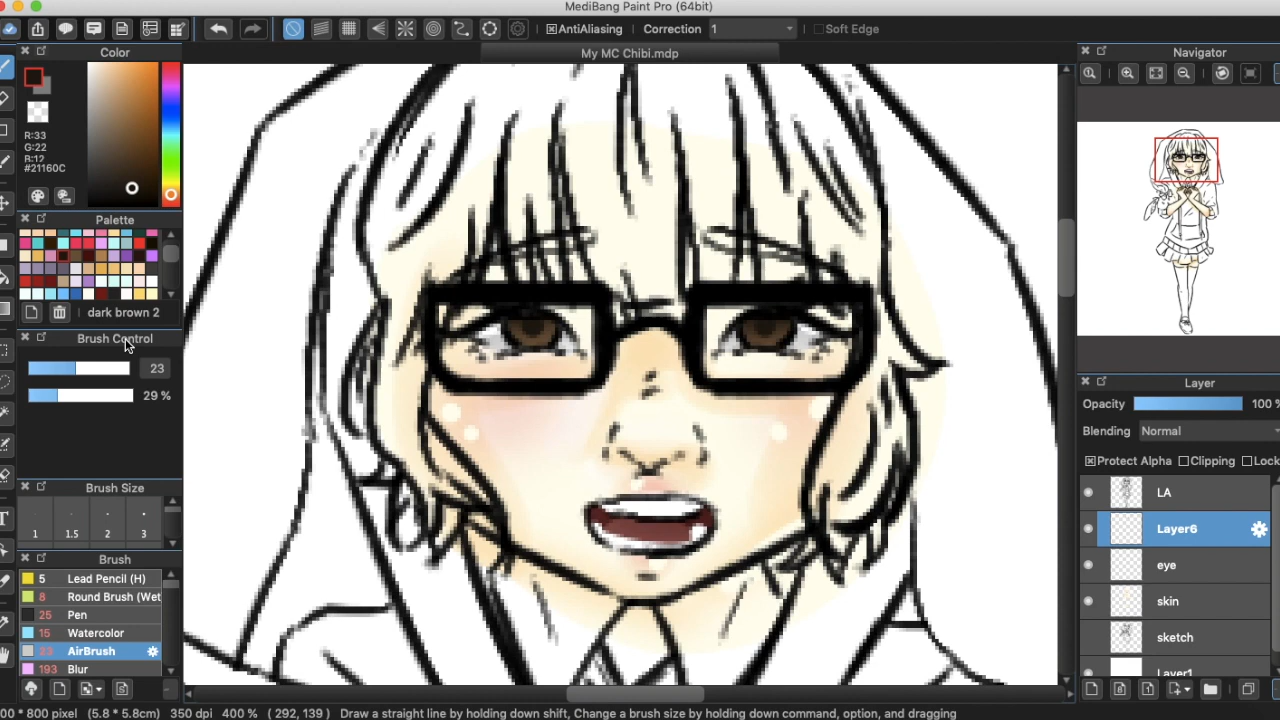 MediBang Paint Pro (64bit)
AntiAliasing Correction 1 Soft Edge
My MC Chibi.mdp
Color
R:33
G:22
B:12
#21160C
Palette
dark brown 2
Brush Control
23
29 %
Brush Size
1 1.5 2 3
Brush
5 Lead Pencil (H)
8 Round Brush (Wet
25 Pen
15 Watercolor
23 AirBrush
193 Blur
Navigator
Layer
Opacity 100 %
Blending Normal
Protect Alpha Clipping Lock
LA
Layer6
eye
skin
sketch
Layer1
00 * 800 pixel (5.8 * 5.8cm) 350 dpi 400 % ( 292, 139 ) Draw a straight line by holding down shift, Change a brush size by holding down command, option, and dragging